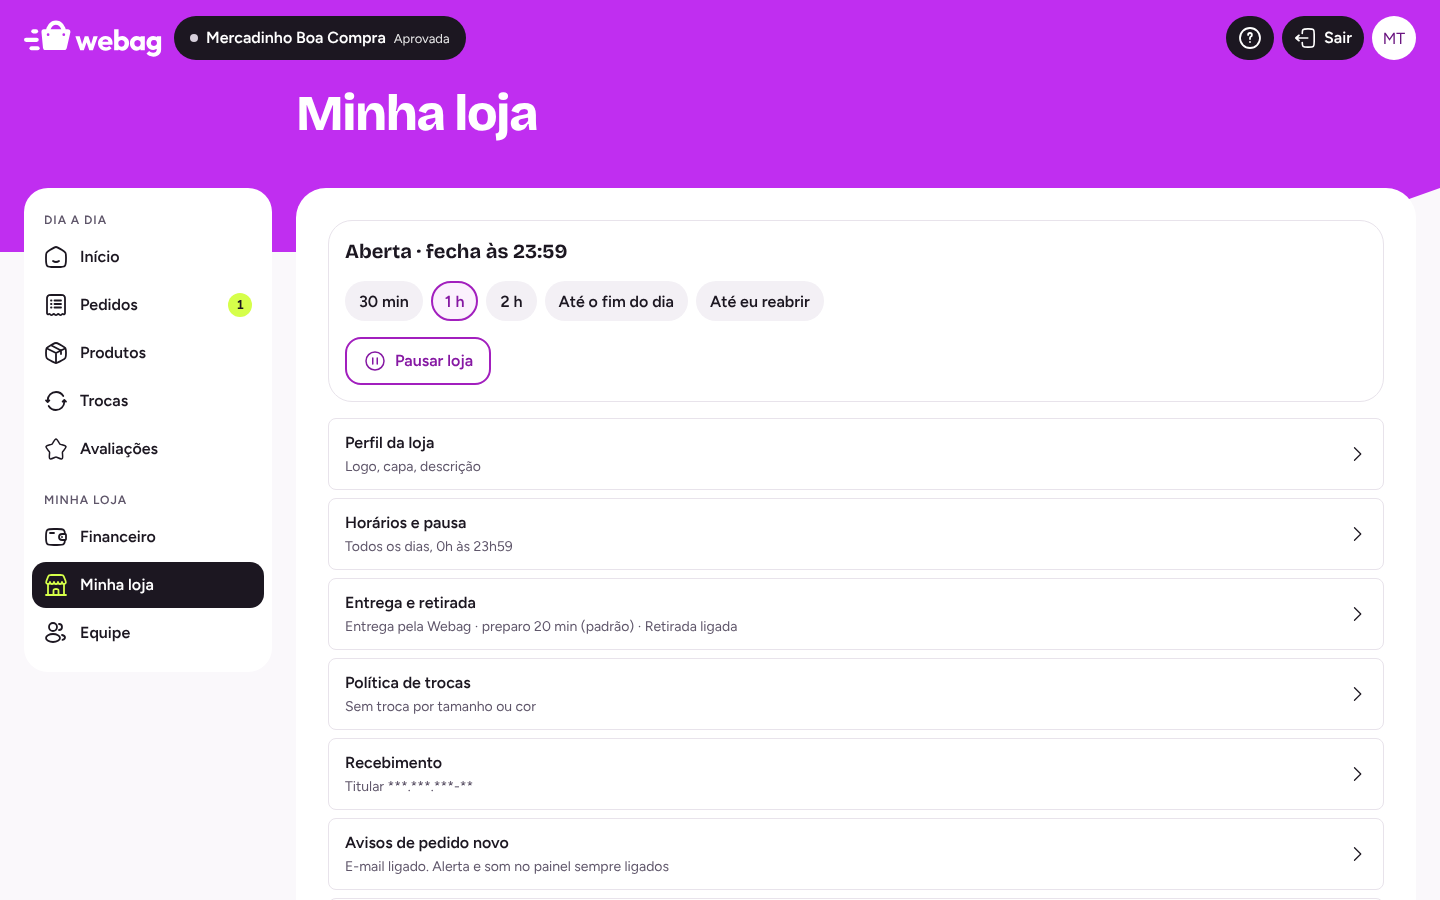 webag
Mercadinho Boa Compra Aprovada
Sair
MT
Minha loja
DIA A DIA
Início
Pedidos
1
Produtos
Trocas
Avaliações
MINHA LOJA
Financeiro
Minha loja
Equipe
Aberta · fecha às 23:59
30 min
1 h
2 h
Até o fim do dia
Até eu reabrir
Pausar loja
Perfil da loja
Logo, capa, descrição
Horários e pausa
Todos os dias, 0h às 23h59
Entrega e retirada
Entrega pela Webag · preparo 20 min (padrão) · Retirada ligada
Política de trocas
Sem troca por tamanho ou cor
Recebimento
Titular ***.***.***-**
Avisos de pedido novo
E-mail ligado. Alerta e som no painel sempre ligados